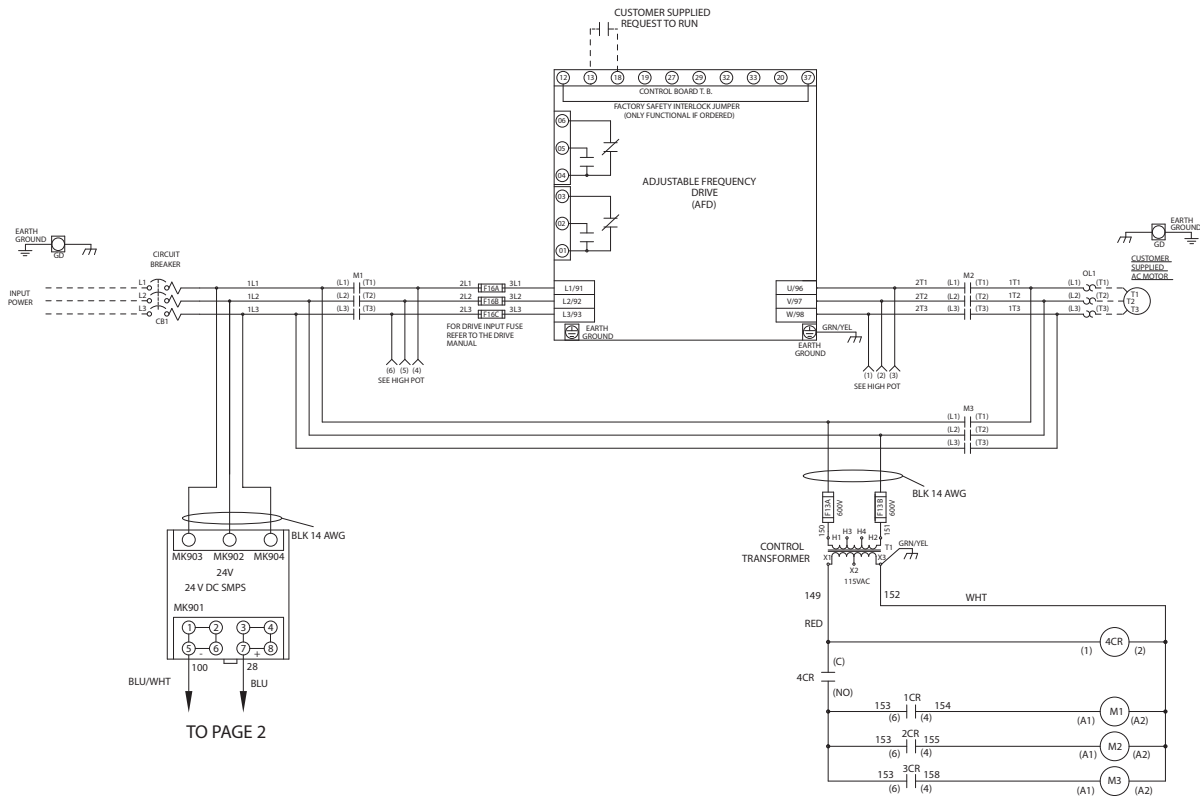 CUSTOMER SUPPLIED
REQUEST TO RUN
12 13 18 19 27 29 32 33 20 37
CONTROL BOARD T. B.
FACTORY SAFETY INTERLOCK JUMPER
(ONLY FUNCTIONAL IF ORDERED)
06
05
04
03
02
01
ADJUSTABLE FREQUENCY
DRIVE
(AFD)
EARTH
GROUND
GD
CIRCUIT
BREAKER
INPUT
POWER
L1
L2
L3
CB1
1L1
1L2
1L3
M1
(L1) (T1)
(L2) (T2)
(L3) (T3)
2L1 F16A 3L1
2L2 F16B 3L2
2L3 F16C 3L3
FOR DRIVE INPUT FUSE
REFER TO THE DRIVE
MANUAL
(6) (5) (4)
SEE HIGH POT
L1/91
L2/92
L3/93
EARTH
GROUND
U/96
V/97
W/98
GRN/YEL
EARTH
GROUND
(1) (2) (3)
SEE HIGH POT
M2
2T1 (L1) (T1) 1T1
2T2 (L2) (T2) 1T2
2T3 (L3) (T3) 1T3
OL1
(L1) (T1)
(L2) (T2)
(L3) (T3)
T1
T2
T3
EARTH
GROUND
GD
CUSTOMER
SUPPLIED
AC MOTOR
M3
(L1) (T1)
(L2) (T2)
(L3) (T3)
BLK 14 AWG
MK903 MK902 MK904
24V
24 V DC SMPS
MK901
1 2 3 4
5 - 6 7 + 8
100 28
BLU/WHT BLU
TO PAGE 2
BLK 14 AWG
F13A 600V
F13B 600V
150
151
CONTROL
TRANSFORMER
H1 H3 H4 H2
T1
GRN/YEL
X1 X2 X3
115VAC
149 152
WHT
RED
(1) 4CR (2)
4CR
(C)
(NO)
1CR
153 154
(6) (4)
(A1) M1 (A2)
2CR
153 155
(6) (4)
(A1) M2 (A2)
3CR
153 158
(6) (4)
(A1) M3 (A2)